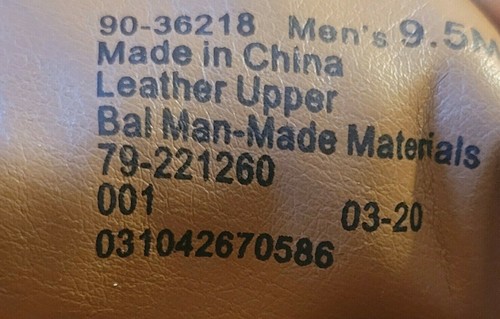 90-36218 Men's 9.5M
Made in China
Leather Upper
Bal Man-Made Materials
79-221260
001 03-20
031042670586